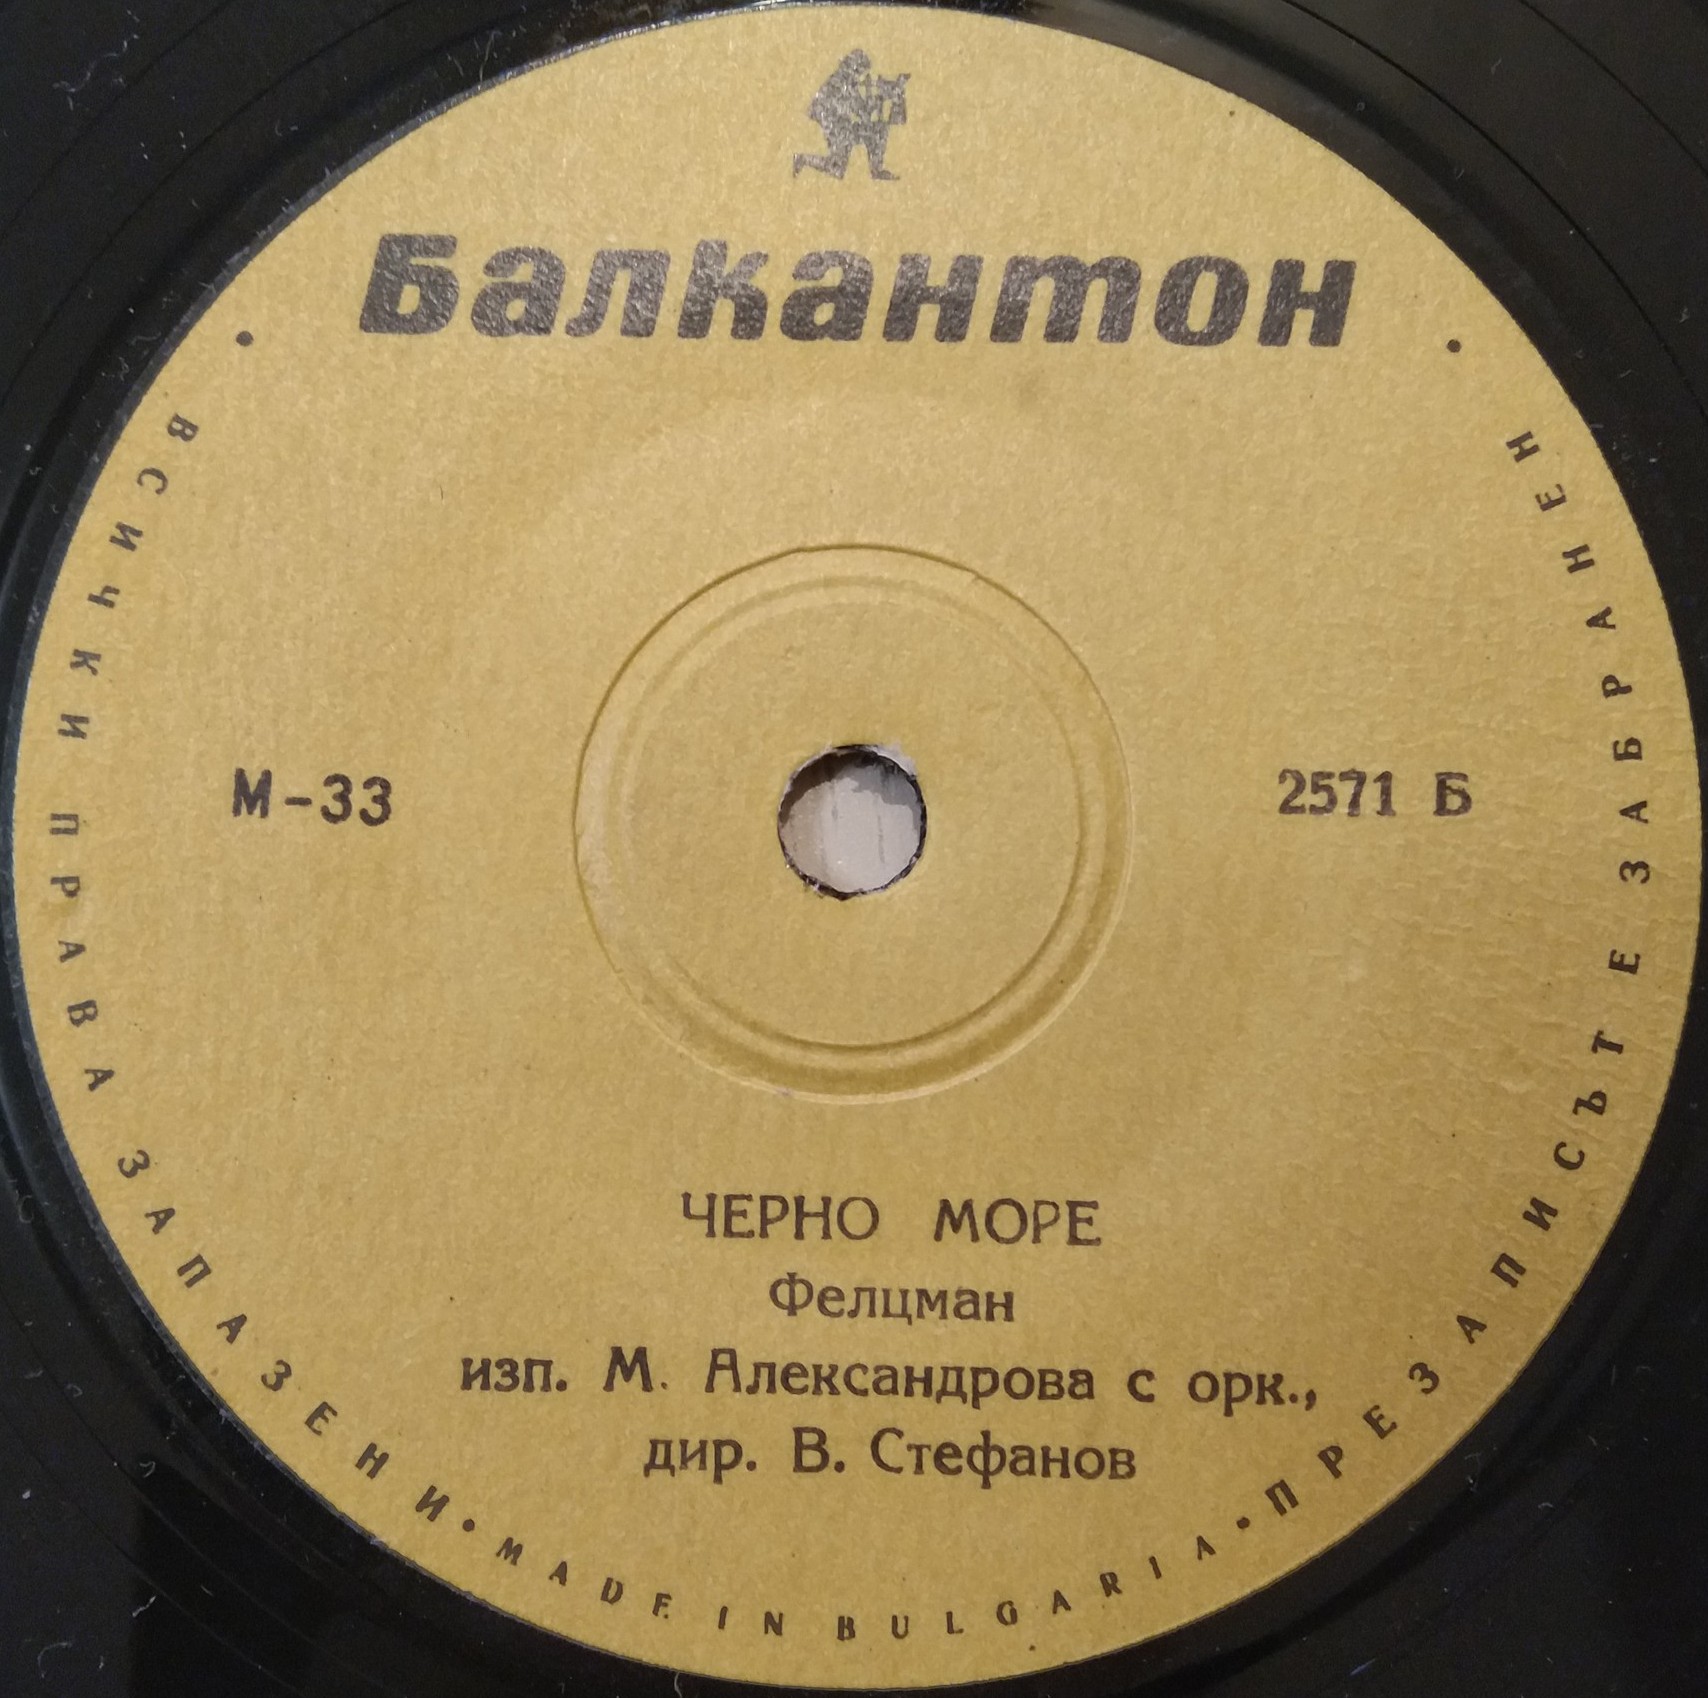 Балкантон
М-33
2571 Б
ЧЕРНО МОРЕ
Фелцман
изп. М. Александрова с орк.,
дир. В. Стефанов
• ВСИЧКИ ПРАВА ЗАПАЗЕНИ • MADE IN BULGARIA • ПРЕЗАПИСЪТ Е ЗАБРАНЕН •